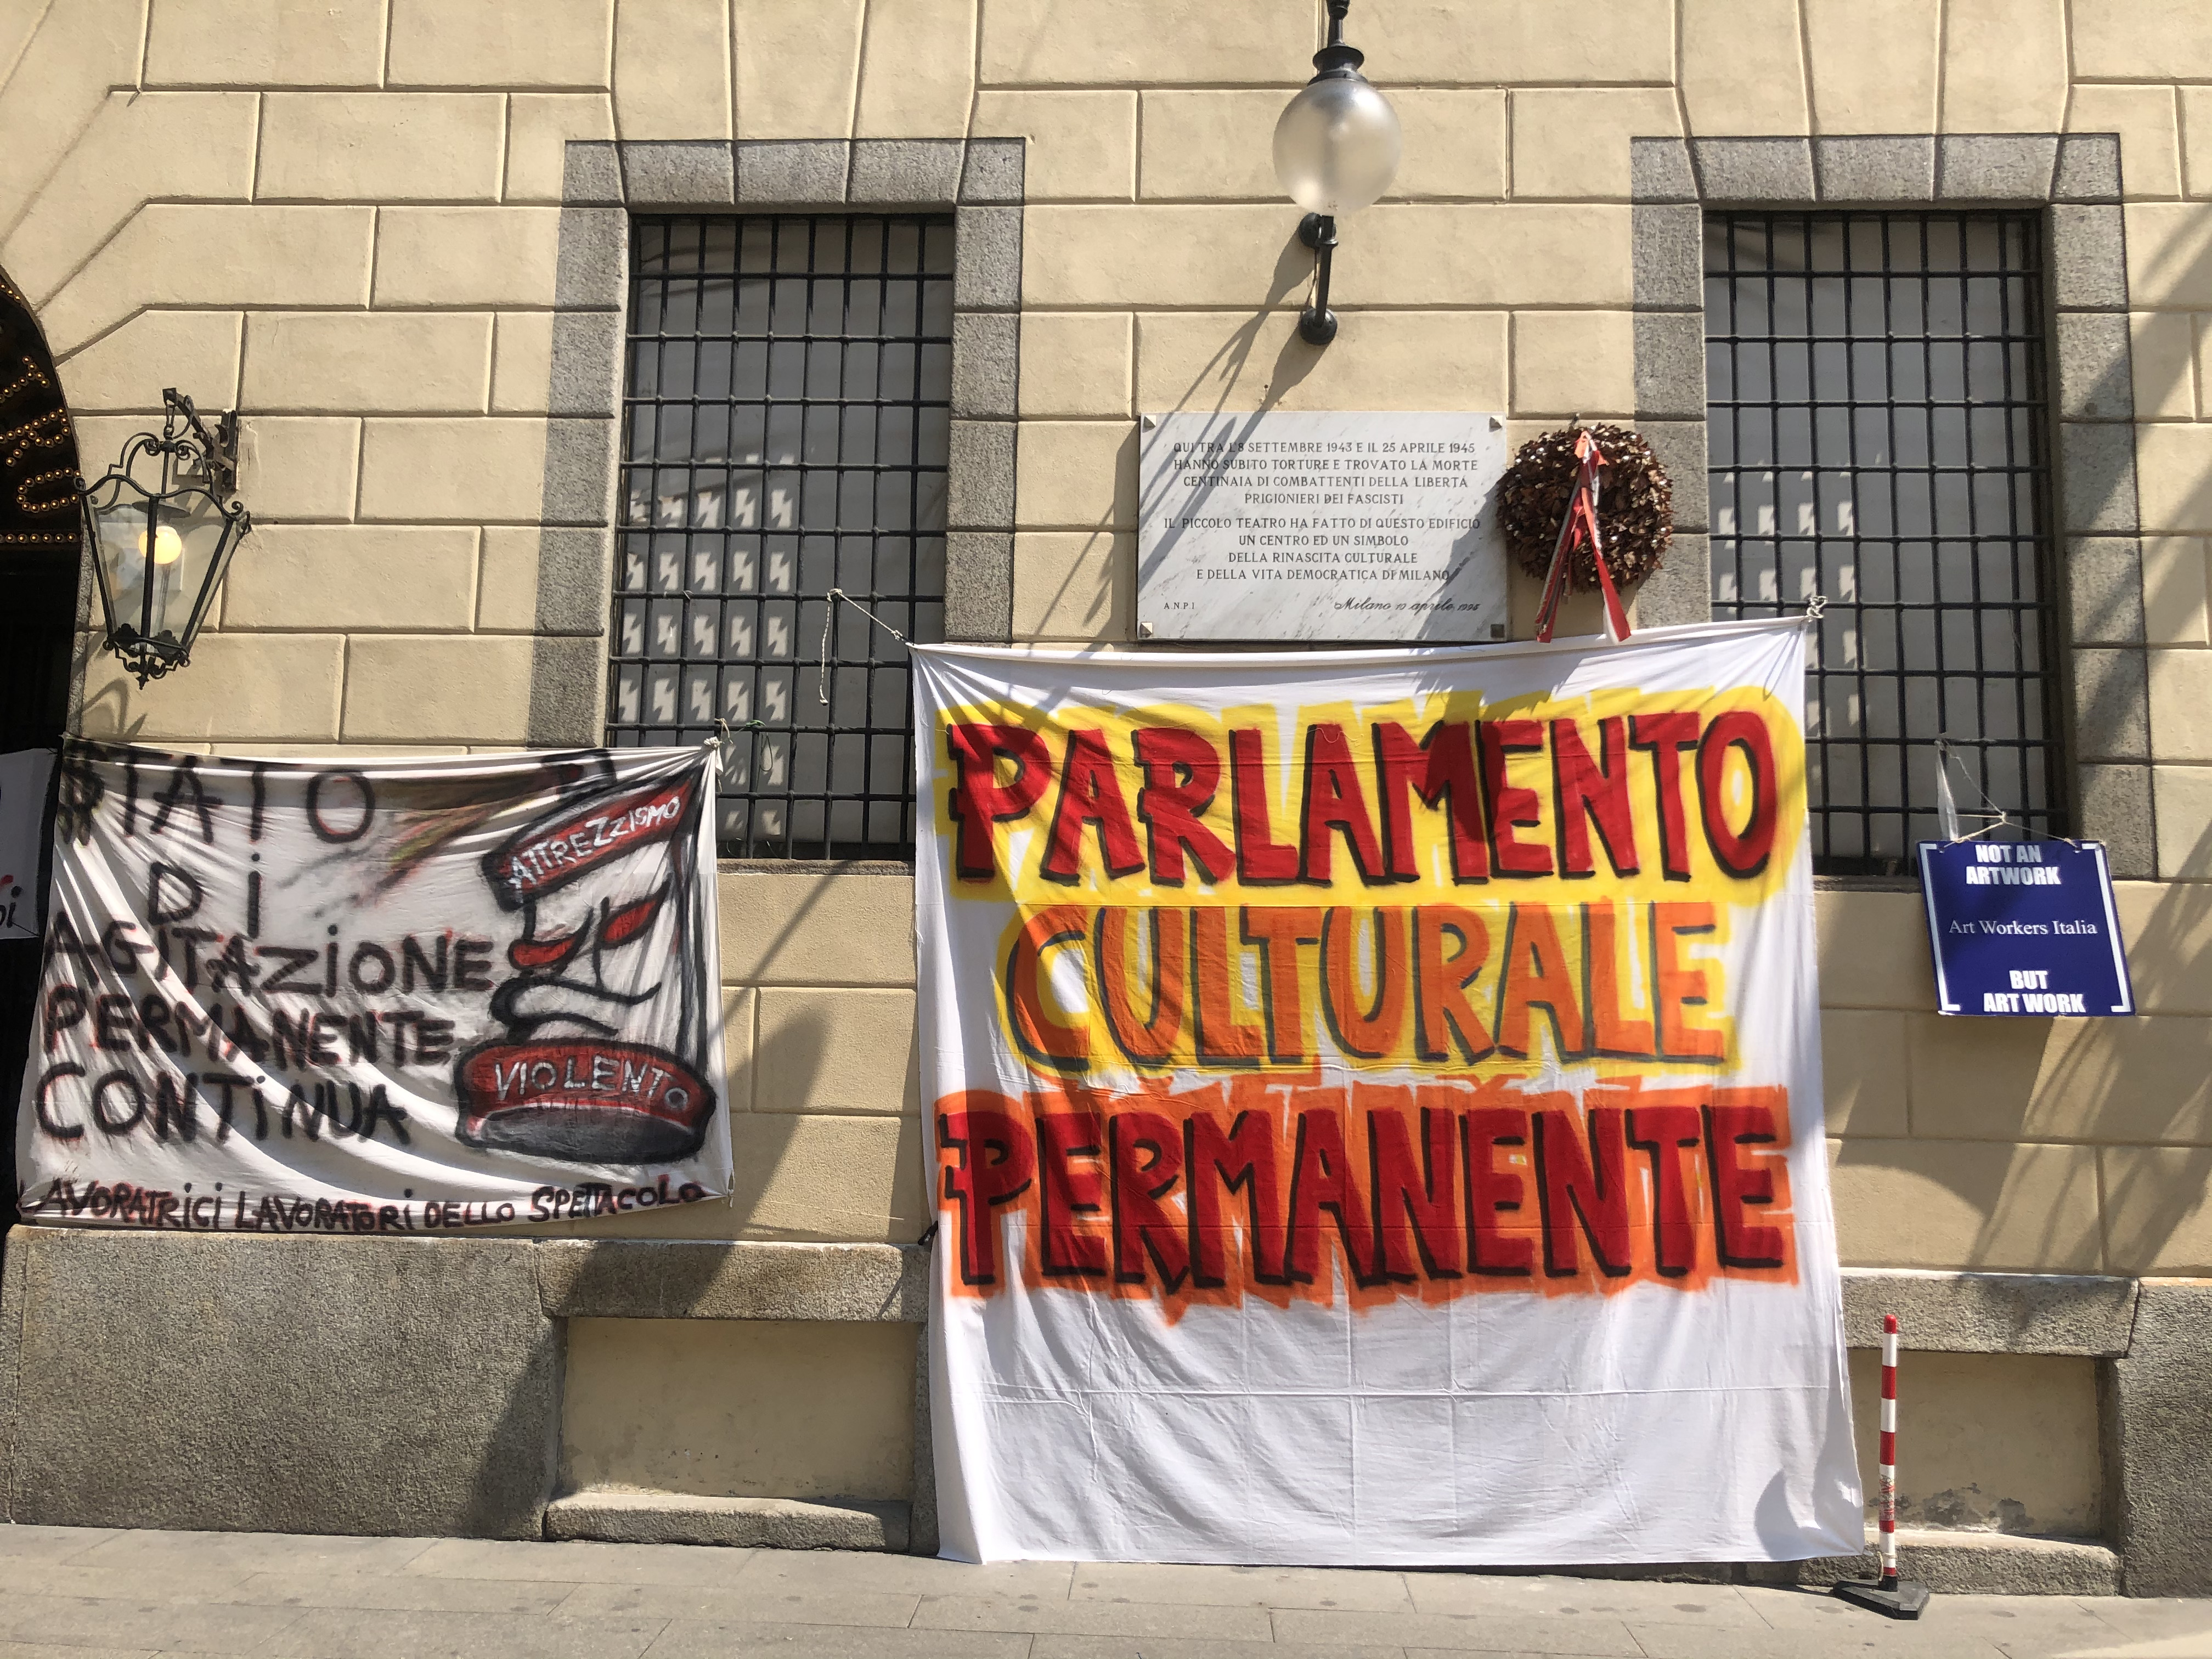 QUI TRA L'8 SETTEMBRE 1943 E IL 25 APRILE 1945
HANNO SUBITO TORTURE E TROVATO LA MORTE
CENTINAIA DI COMBATTENTI DELLA LIBERTÀ
PRIGIONIERI DEI FASCISTI
IL PICCOLO TEATRO HA FATTO DI QUESTO EDIFICIO
UN CENTRO ED UN SIMBOLO
DELLA RINASCITA CULTURALE
E DELLA VITA DEMOCRATICA DI MILANO
A.N.P.I
Milano aprile
STATO
DI
AGITAZIONE
PERMANENTE
CONTINUA
ATTREZZISMO
VIOLENTO
LAVORATRICI LAVORATORI DELLO SPETTACOLO
PARLAMENTO
CULTURALE
PERMANENTE
NOT AN
ARTWORK
Art Workers Italia
BUT
ART WORK